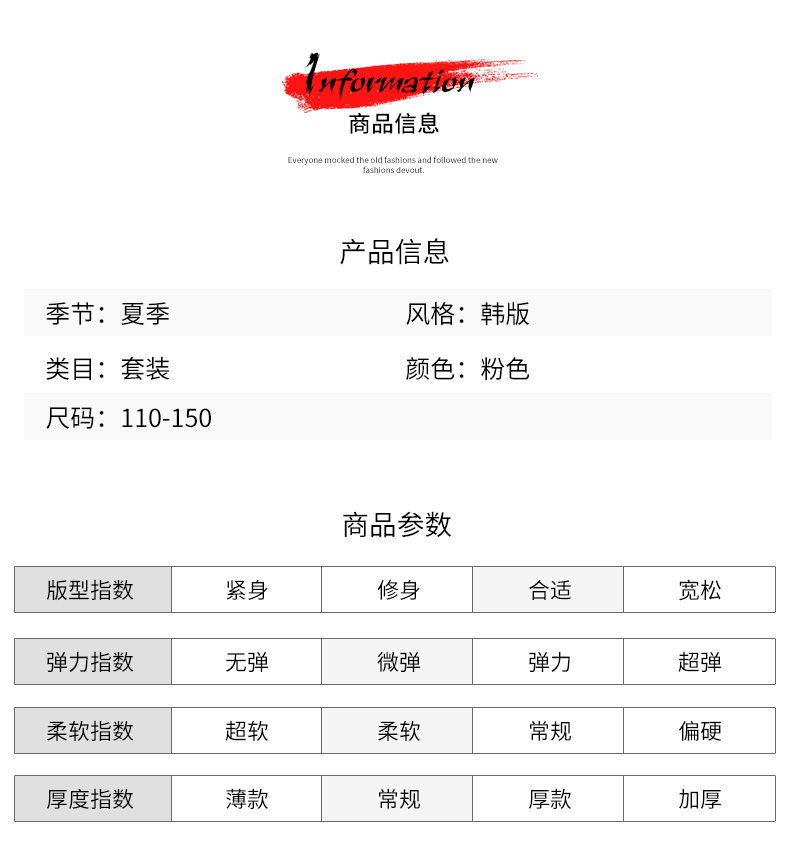 Information
商品信息
Everyone mocked the old fashions and followed the new
fashions devout.
产品信息
季节：夏季 风格：韩版
类目：套装 颜色：粉色
尺码：110-150
商品参数
版型指数 紧身 修身 合适 宽松
弹力指数 无弹 微弹 弹力 超弹
柔软指数 超软 柔软 常规 偏硬
厚度指数 薄款 常规 厚款 加厚